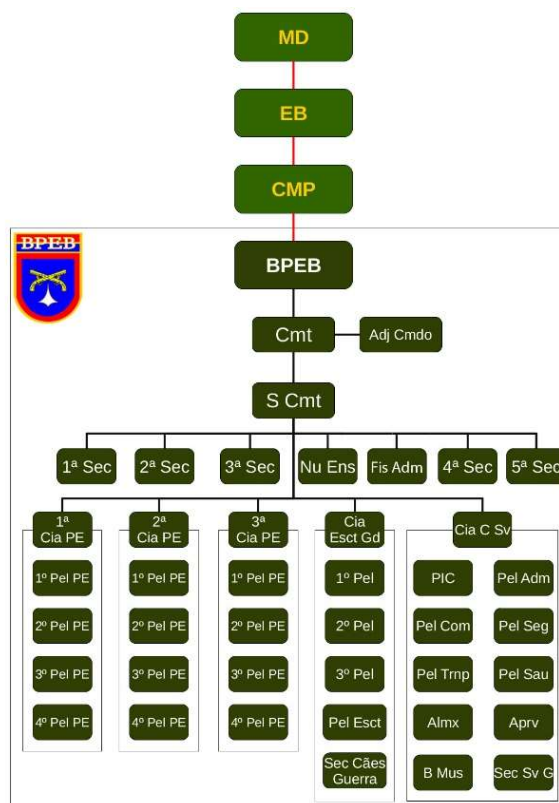 MD
EB
CMP
BPEB
BPEB
Cmt
Adj Cmdo
S Cmt
1ª Sec
2ª Sec
3ª Sec
Nu Ens
Fis Adm
4ª Sec
5ª Sec
1ª
Cia PE
2ª
Cia PE
3ª
Cia PE
Cia
Esct Gd
Cia C Sv
1º Pel PE
1º Pel PE
1º Pel PE
1º Pel
PIC
Pel Adm
2º Pel PE
2º Pel PE
2º Pel PE
2º Pel
Pel Com
Pel Seg
3º Pel PE
3º Pel PE
3º Pel PE
3º Pel
Pel Trnp
Pel Sau
4º Pel PE
4º Pel PE
4º Pel PE
Pel Esct
Almx
Aprv
Sec Cães
Guerra
B Mus
Sec Sv G